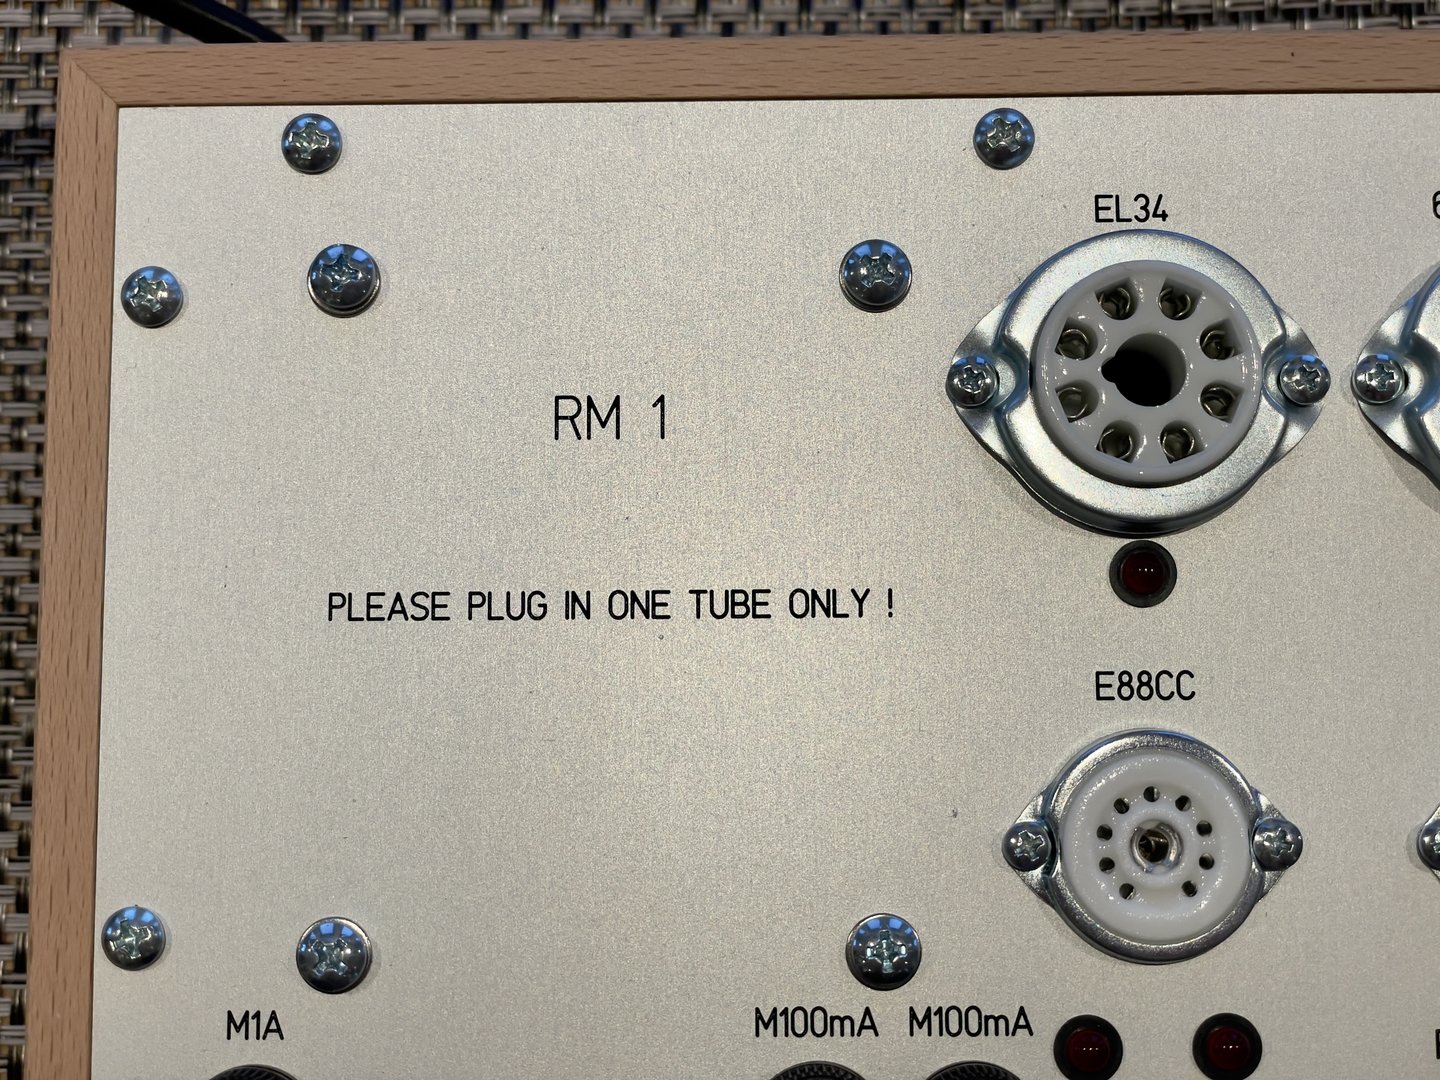 EL34
RM 1
PLEASE PLUG IN ONE TUBE ONLY !
E88CC
M1A
M100mA M100mA